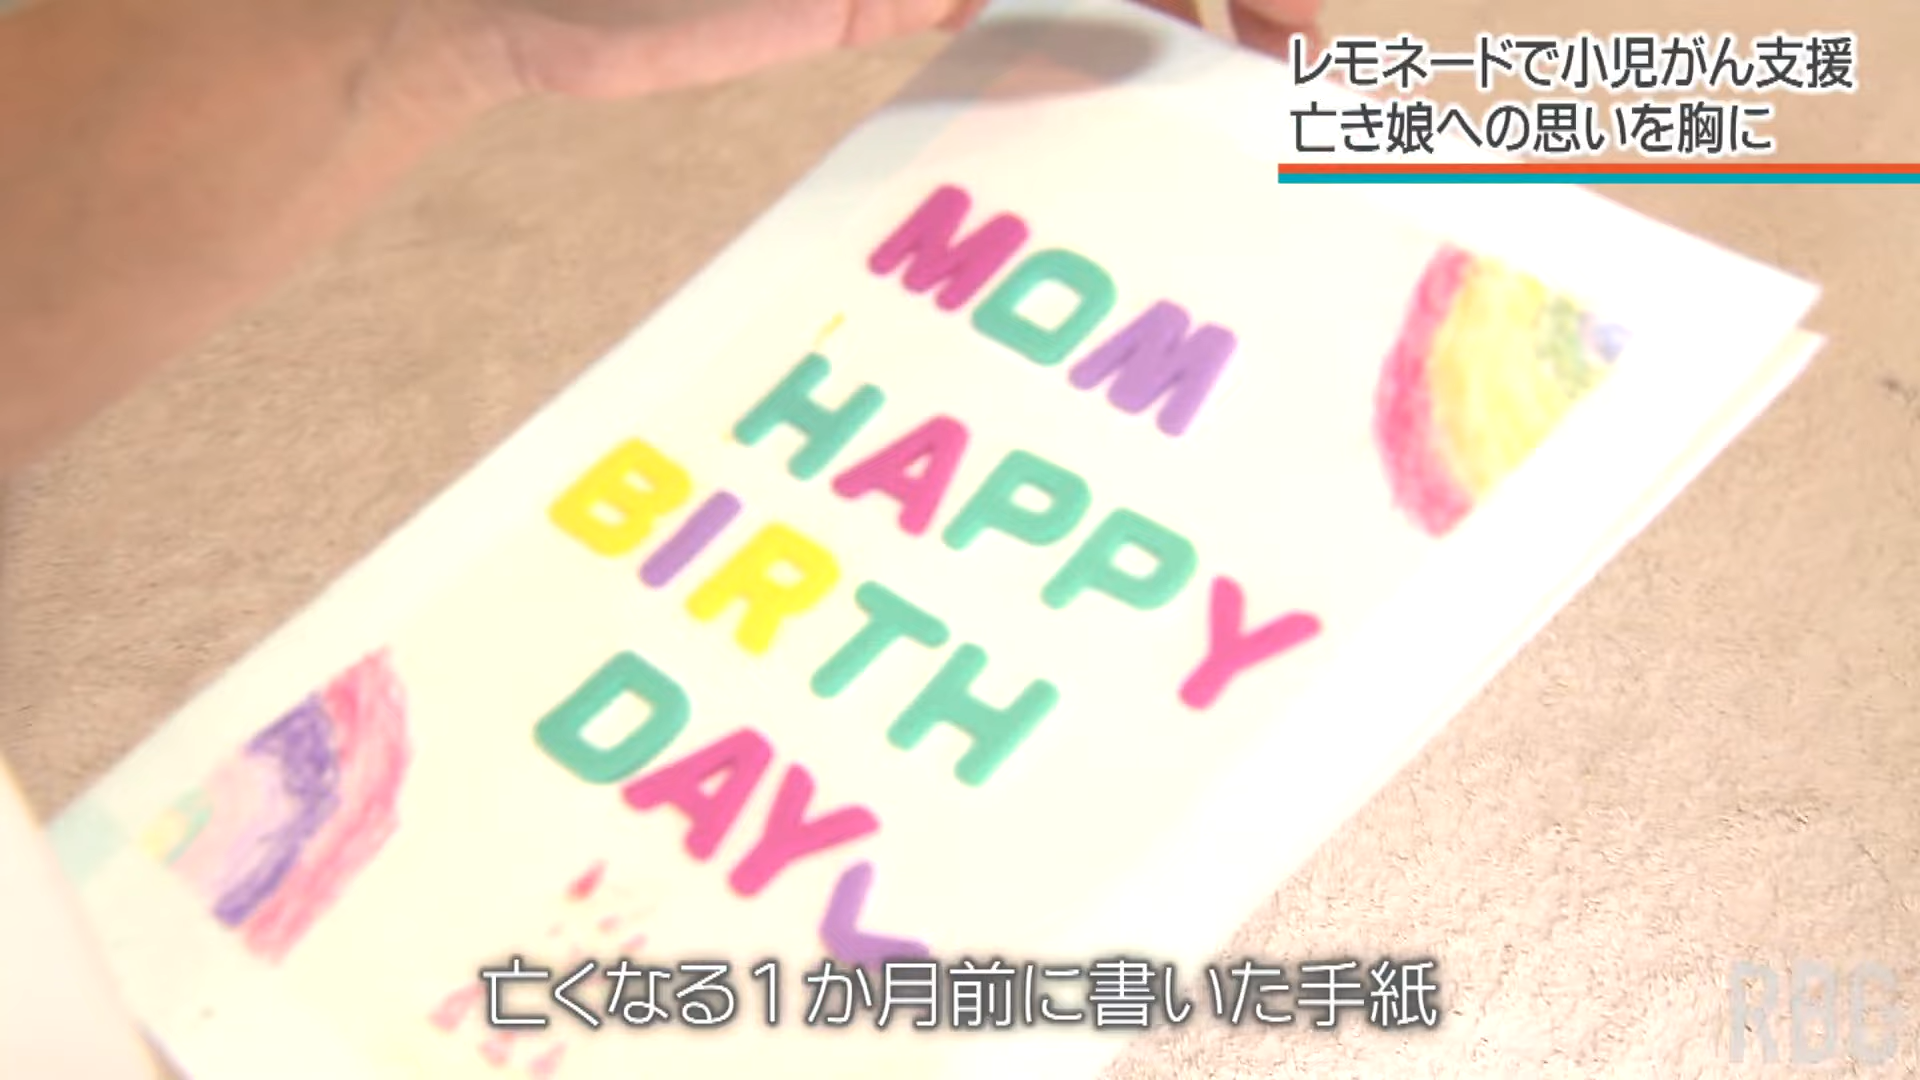 レモネードで小児がん支援
亡き娘への思いを胸に
MOM
HAPPY
BIRTH
DAY
亡くなる1か月前に書いた手紙
RBC